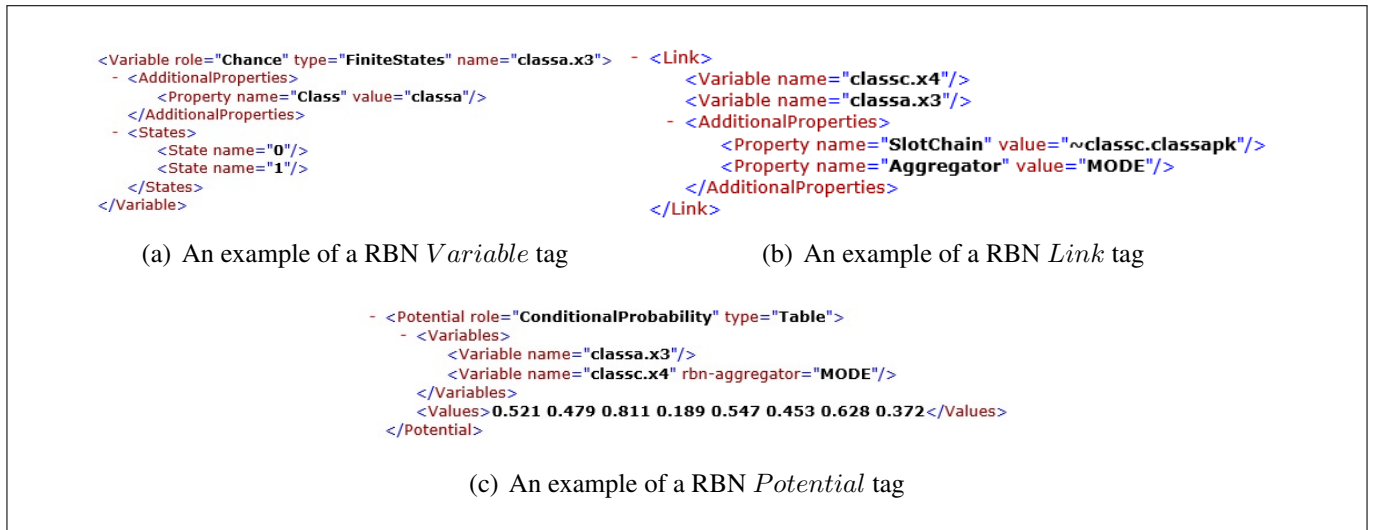 <Variable role="Chance" type="FiniteStates" name="classa.x3">
- <AdditionalProperties>
<Property name="Class" value="classa"/>
</AdditionalProperties>
- <States>
<State name="0"/>
<State name="1"/>
</States>
</Variable>
(a) An example of a RBN Variable tag
- <Link>
<Variable name="classc.x4"/>
<Variable name="classa.x3"/>
- <AdditionalProperties>
<Property name="SlotChain" value="~classc.classapk"/>
<Property name="Aggregator" value="MODE"/>
</AdditionalProperties>
</Link>
(b) An example of a RBN Link tag
- <Potential role="ConditionalProbability" type="Table">
- <Variables>
<Variable name="classa.x3"/>
<Variable name="classc.x4" rbn-aggregator="MODE"/>
</Variables>
<Values>0.521 0.479 0.811 0.189 0.547 0.453 0.628 0.372</Values>
</Potential>
(c) An example of a RBN Potential tag